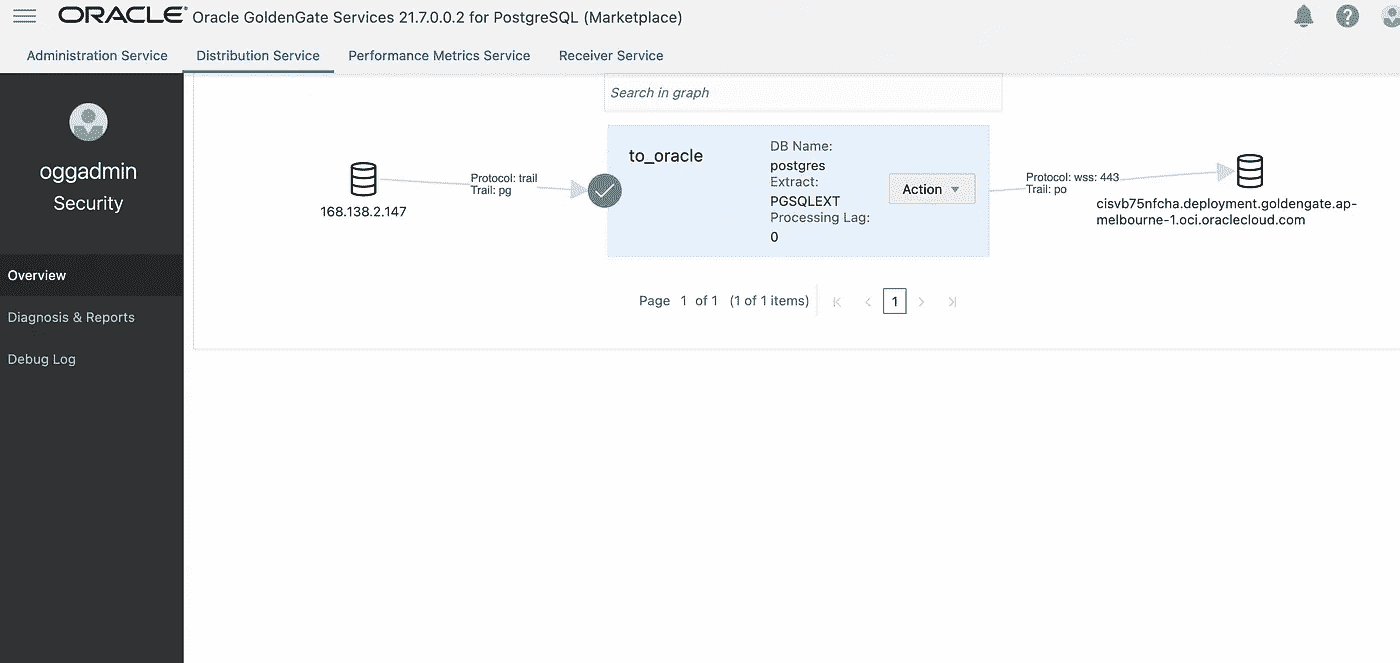 ORACLE® Oracle GoldenGate Services 21.7.0.0.2 for PostgreSQL (Marketplace)
Administration Service Distribution Service Performance Metrics Service Receiver Service
oggadmin
Security
Overview
Diagnosis & Reports
Debug Log
Search in graph
168.138.2.147
Protocol: trail
Trail: pg
to_oracle
DB Name:
postgres
Extract:
PGSQLEXT
Processing Lag:
0
Action
Protocol: wss: 443
Trail: po
cisvb75nfcha.deployment.goldengate.ap-
melbourne-1.oci.oraclecloud.com
Page 1 of 1 (1 of 1 items) 1